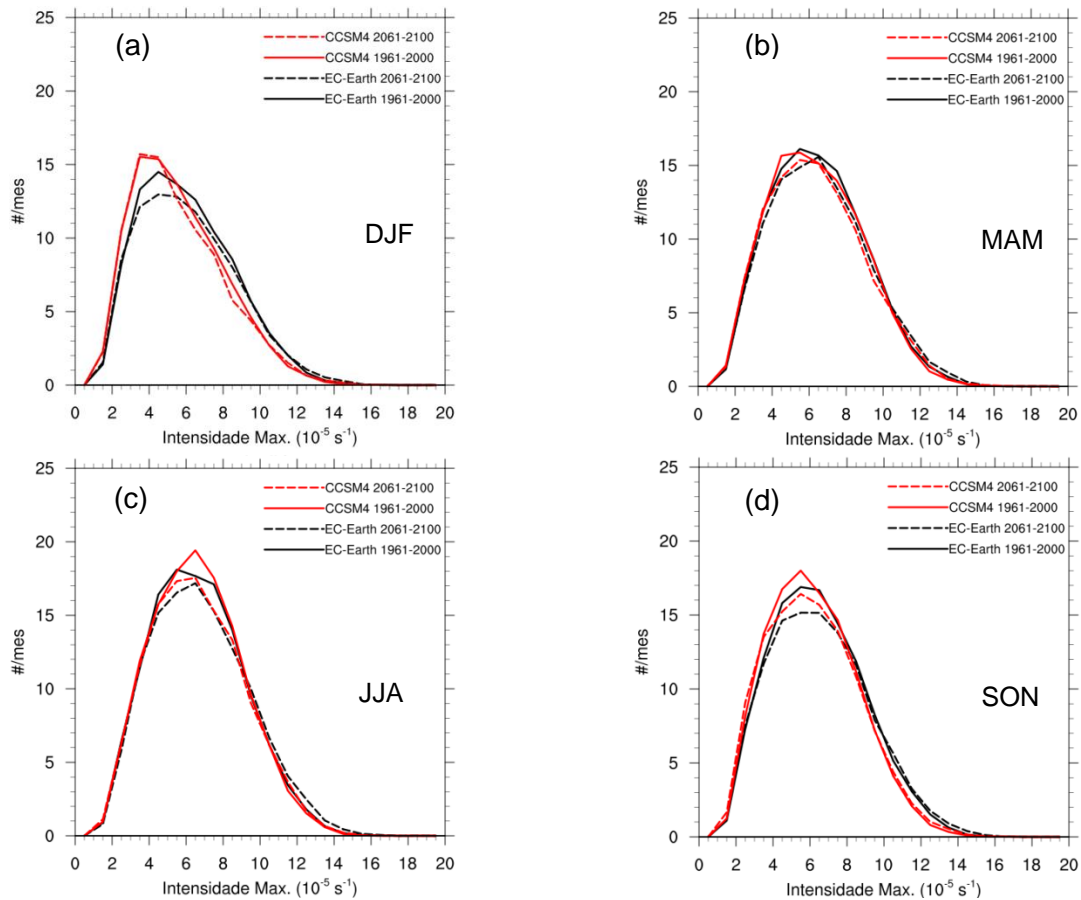 (a)
CCSM4 2061-2100
CCSM4 1961-2000
EC-Earth 2061-2100
EC-Earth 1961-2000
DJF
#/mes
25
20
15
10
5
0
0 2 4 6 8 10 12 14 16 18 20
Intensidade Max. (10⁻⁵ s⁻¹)
(b)
CCSM4 2061-2100
CCSM4 1961-2000
EC-Earth 2061-2100
EC-Earth 1961-2000
MAM
#/mes
25
20
15
10
5
0
0 2 4 6 8 10 12 14 16 18 20
Intensidade Max. (10⁻⁵ s⁻¹)
(c)
CCSM4 2061-2100
CCSM4 1961-2000
EC-Earth 2061-2100
EC-Earth 1961-2000
JJA
#/mes
25
20
15
10
5
0
0 2 4 6 8 10 12 14 16 18 20
Intensidade Max. (10⁻⁵ s⁻¹)
(d)
CCSM4 2061-2100
CCSM4 1961-2000
EC-Earth 2061-2100
EC-Earth 1961-2000
SON
#/mes
25
20
15
10
5
0
0 2 4 6 8 10 12 14 16 18 20
Intensidade Max. (10⁻⁵ s⁻¹)